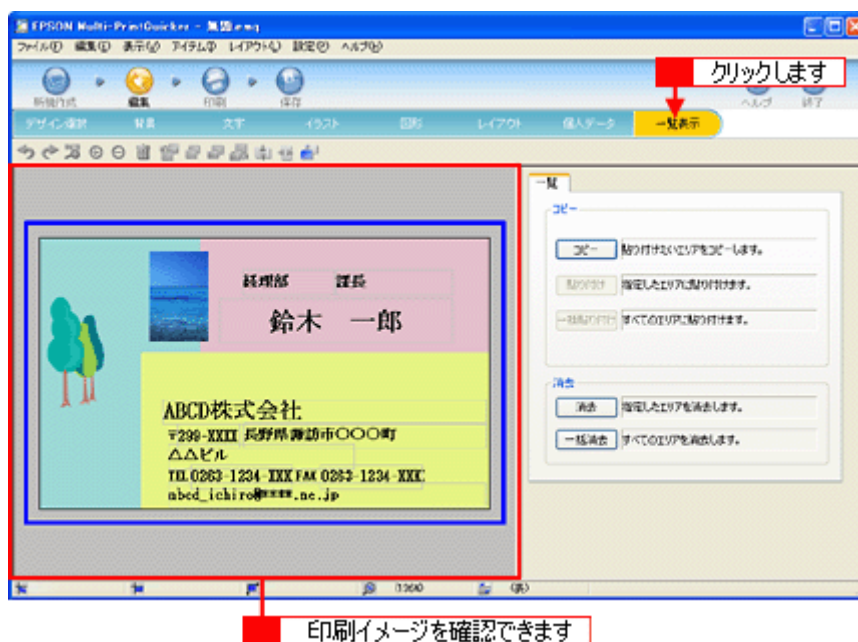 EPSON Multi-PrintQuicker - 無題.emq
ファイル(F) 編集(E) 表示(V) アイテム(I) レイアウト(L) 設定(O) ヘルプ(H)
クリックします
新規作成 編集 印刷 保存 ヘルプ 終了
デザイン選択 背景 文字 イラスト 図形 レイアウト 個人データ 一覧表示
一覧
コピー
コピー 貼り付けたいエリアをコピーします。
貼り付け 指定したエリアに貼り付けます。
一括貼り付け すべてのエリアに貼り付けます。
消去
消去 指定したエリアを消去します。
一括消去 すべてのエリアを消去します。
経理部 課長
鈴木 一郎
ABCD株式会社
〒299-XXXX 長野県諏訪市〇〇〇町
△△ビル
TEL 0263-1234-XXX FAX 0263-1234-XXX
abcd_ichiro@****.ne.jp
印刷イメージを確認できます